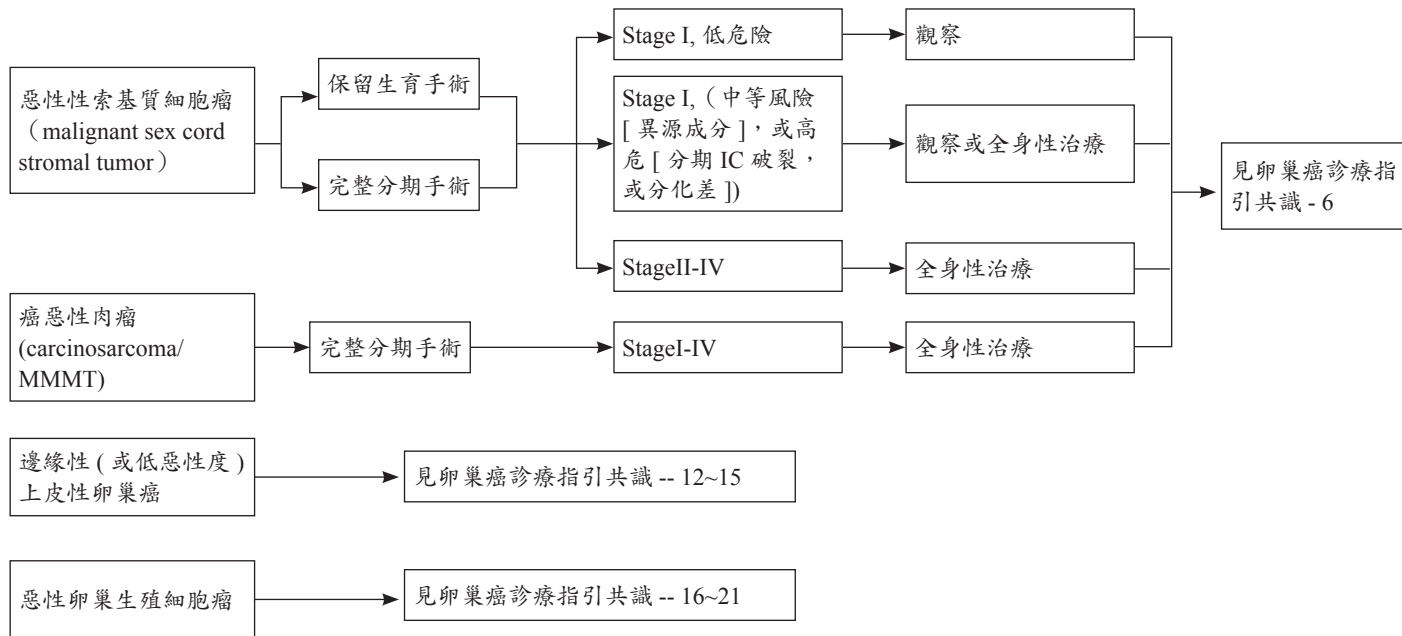 惡性性索基質細胞瘤
（malignant sex cord
stromal tumor）
保留生育手術
完整分期手術
Stage I, 低危險
觀察
Stage I,（中等風險
[ 異源成分 ]，或高
危 [ 分期 IC 破裂，
或分化差 ])
觀察或全身性治療
StageII-IV
全身性治療
見卵巢癌診療指
引共識 - 6
癌惡性肉瘤
(carcinosarcoma/
MMMT)
完整分期手術
StageI-IV
全身性治療
邊緣性 ( 或低惡性度 )
上皮性卵巢癌
見卵巢癌診療指引共識 -- 12~15
惡性卵巢生殖細胞瘤
見卵巢癌診療指引共識 -- 16~21